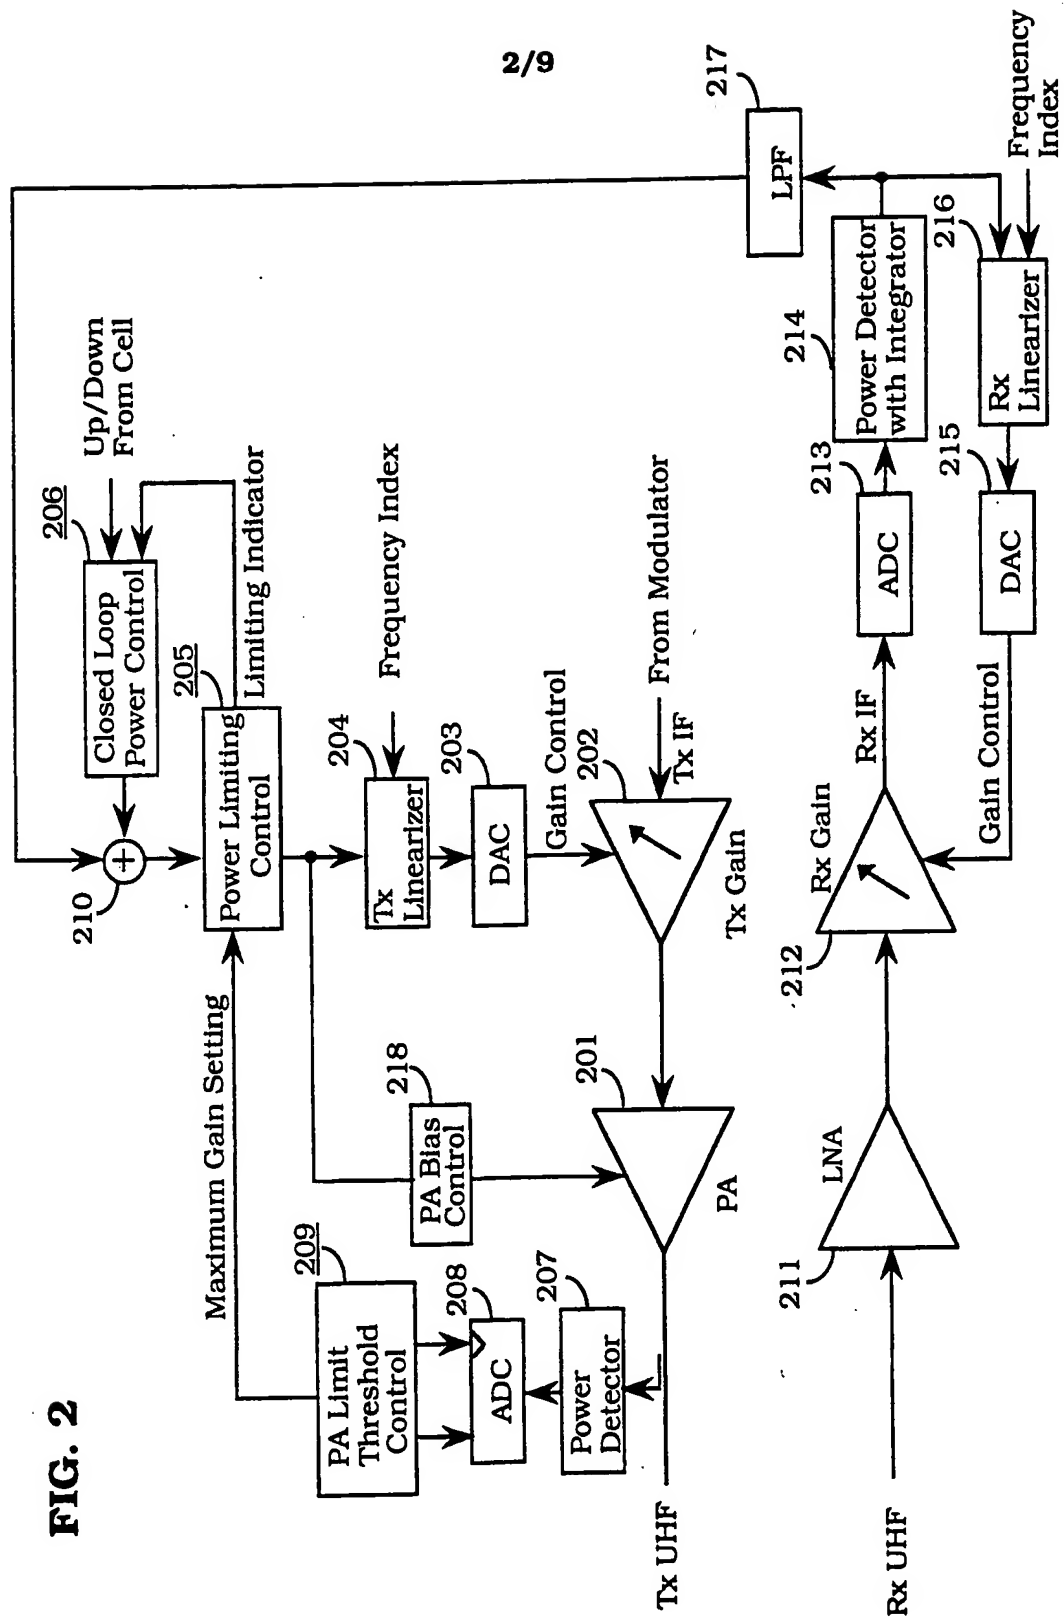 2/9
FIG. 2
210
Closed Loop
Power Control
206
Up/Down
From Cell
Maximum Gain Setting
Power Limiting
Control
205
Limiting Indicator
PA Limit
Threshold
Control
209
PA Bias
Control
218
Tx
Linearizer
204
Frequency Index
ADC
208
DAC
203
Gain Control
Power
Detector
207
201
202
From Modulator
Tx IF
Tx UHF
PA
Tx Gain
217
LPF
211
LNA
212
Rx Gain
Rx IF
213
ADC
214
Power Detector
with Integrator
Rx UHF
Gain Control
215
DAC
216
Rx
Linearizer
Frequency
Index